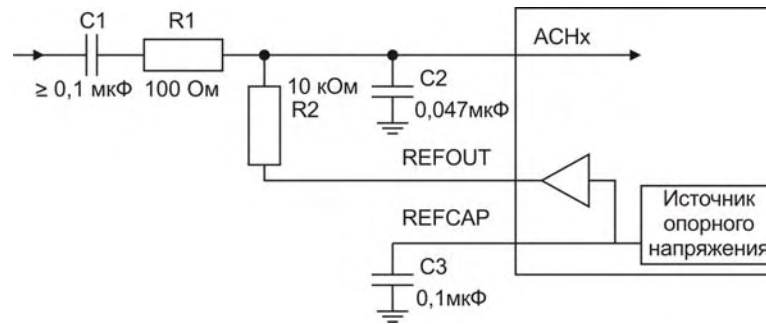 C1
R1
ACHx
≥ 0,1 мкФ
100 Ом
10 кОм
R2
C2
0,047мкФ
REFOUT
REFCAP
Источник
опорного
напряжения
C3
0,1мкФ